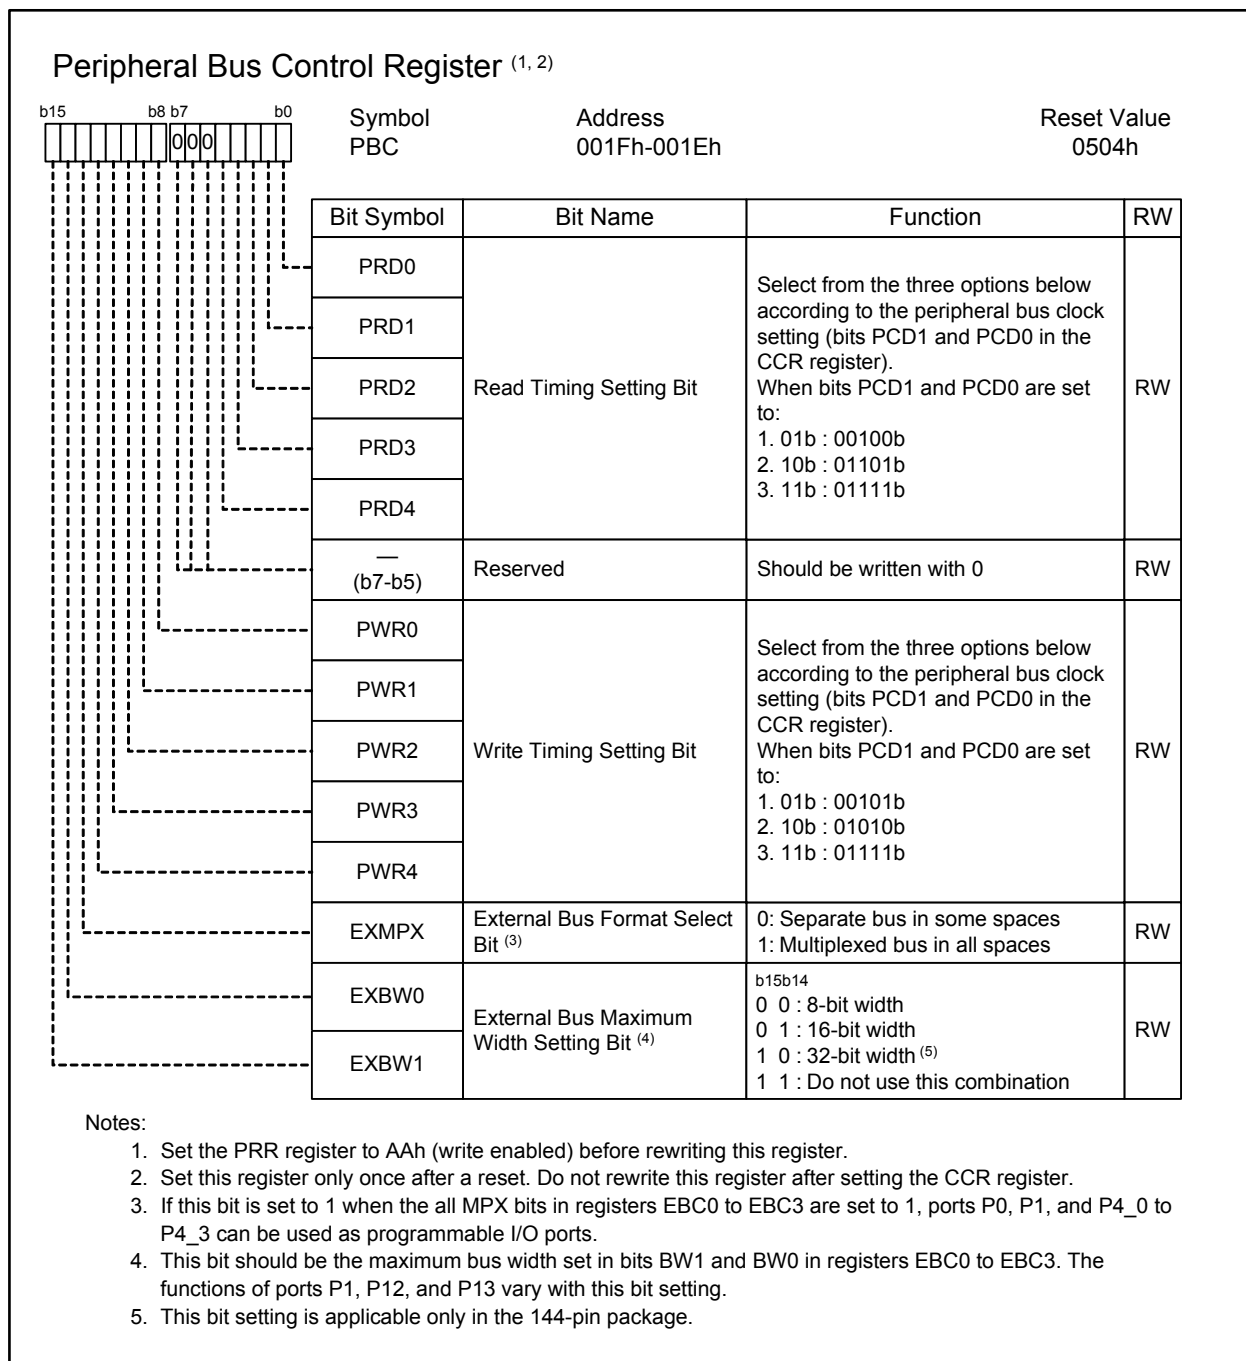 Peripheral Bus Control Register (1, 2)
b15 b8 b7 b0
0 0 0
Symbol Address Reset Value
PBC 001Fh-001Eh 0504h
Bit Symbol Bit Name Function RW
PRD0
PRD1
PRD2
PRD3
PRD4
Read Timing Setting Bit
Select from the three options below
according to the peripheral bus clock
setting (bits PCD1 and PCD0 in the
CCR register).
When bits PCD1 and PCD0 are set
to:
1. 01b : 00100b
2. 10b : 01101b
3. 11b : 01111b
RW
—
(b7-b5)
Reserved
Should be written with 0
RW
PWR0
PWR1
PWR2
PWR3
PWR4
Write Timing Setting Bit
Select from the three options below
according to the peripheral bus clock
setting (bits PCD1 and PCD0 in the
CCR register).
When bits PCD1 and PCD0 are set
to:
1. 01b : 00101b
2. 10b : 01010b
3. 11b : 01111b
RW
EXMPX
External Bus Format Select
Bit (3)
0: Separate bus in some spaces
1: Multiplexed bus in all spaces
RW
EXBW0
EXBW1
External Bus Maximum
Width Setting Bit (4)
b15b14
0 0 : 8-bit width
0 1 : 16-bit width
1 0 : 32-bit width (5)
1 1 : Do not use this combination
RW
Notes:
1. Set the PRR register to AAh (write enabled) before rewriting this register.
2. Set this register only once after a reset. Do not rewrite this register after setting the CCR register.
3. If this bit is set to 1 when the all MPX bits in registers EBC0 to EBC3 are set to 1, ports P0, P1, and P4_0 to
P4_3 can be used as programmable I/O ports.
4. This bit should be the maximum bus width set in bits BW1 and BW0 in registers EBC0 to EBC3. The
functions of ports P1, P12, and P13 vary with this bit setting.
5. This bit setting is applicable only in the 144-pin package.